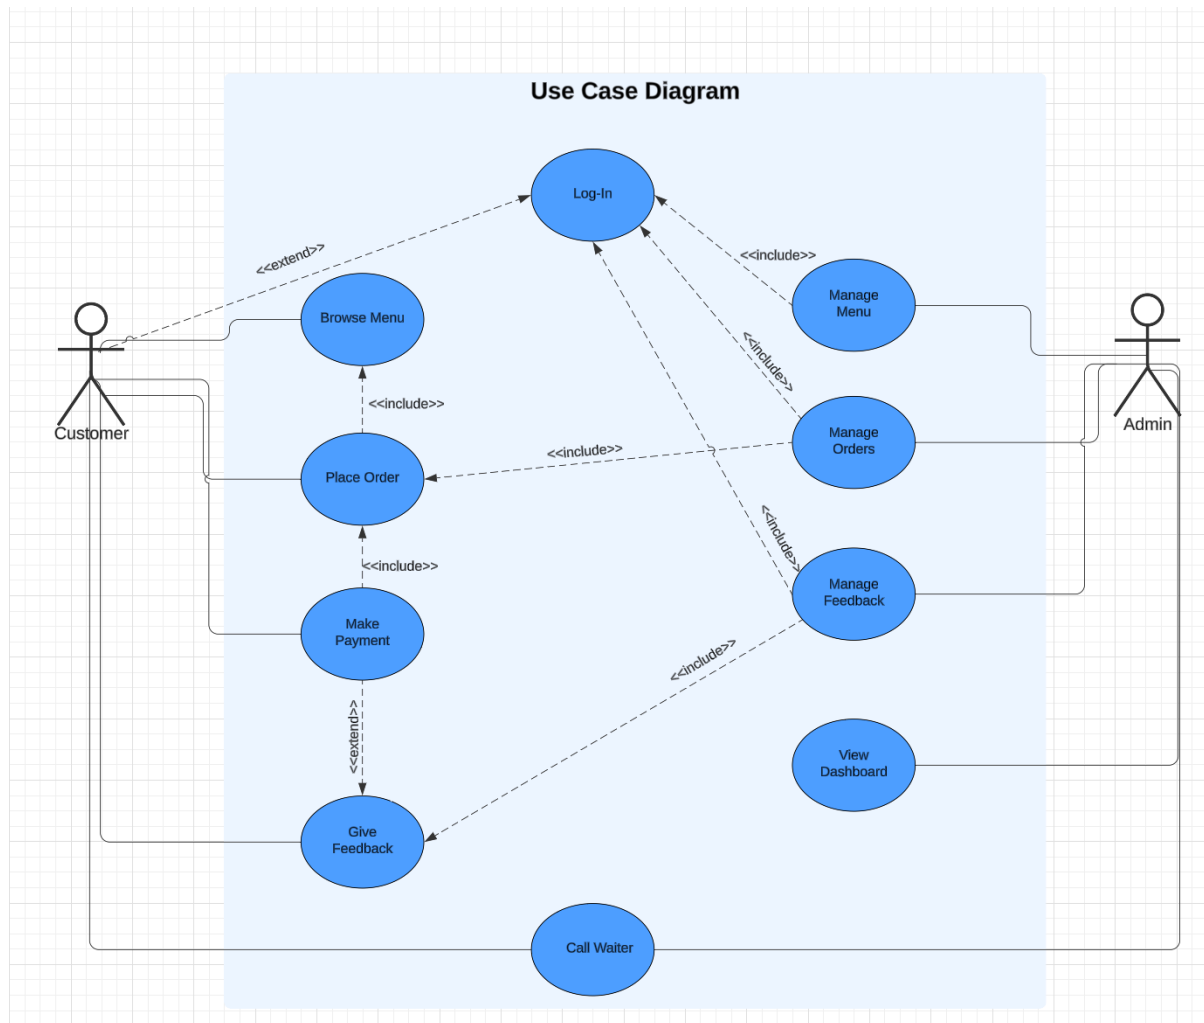 Use Case Diagram
Log-In
<<extend>>
<<include>>
Manage
Menu
Browse Menu
<<include>>
<<include>>
Customer
Admin
Manage
Orders
<<include>>
Place Order
<<include>>
<<include>>
Manage
Feedback
Make
Payment
<<include>>
<<extend>>
View
Dashboard
Give
Feedback
Call Waiter